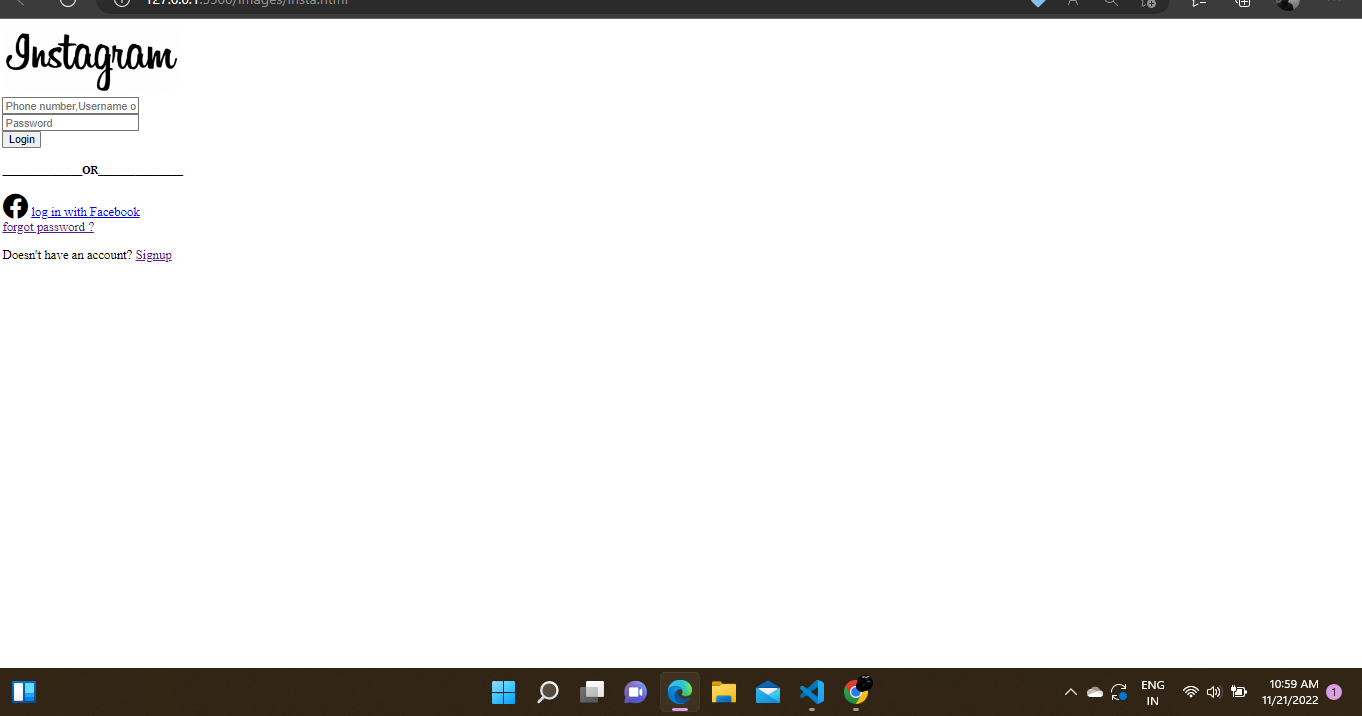 127.0.0.1:5500/images/insta.html
Instagram
Phone number,Username o
Password
Login
OR
log in with Facebook
forgot password ?
Doesn't have an account? Signup
ENG
IN
10:59 AM
11/21/2022
1